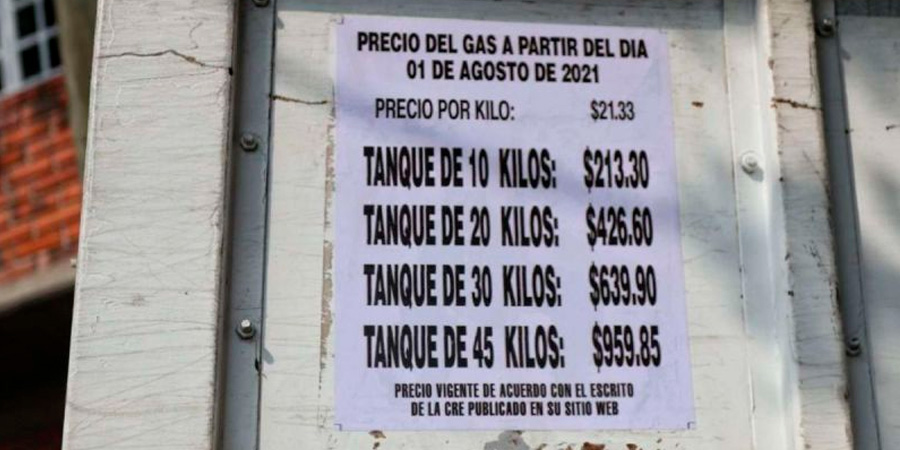 PRECIO DEL GAS A PARTIR DEL DIA
01 DE AGOSTO DE 2021
PRECIO POR KILO: $21.33
TANQUE DE 10 KILOS: $213.30
TANQUE DE 20 KILOS: $426.60
TANQUE DE 30 KILOS: $639.90
TANQUE DE 45 KILOS: $959.85
PRECIO VIGENTE DE ACUERDO CON EL ESCRITO
DE LA CRE PUBLICADO EN SU SITIO WEB